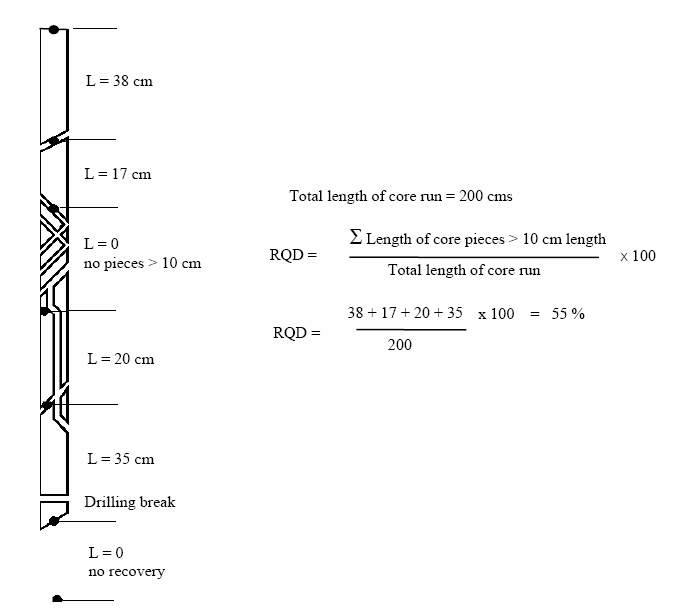 L = 38 cm
L = 17 cm
L = 0
no pieces > 10 cm
L = 20 cm
L = 35 cm
Drilling break
L = 0
no recovery
Total length of core run = 200 cms
RQD = Σ Length of core pieces > 10 cm length x 100
Total length of core run
RQD = 38 + 17 + 20 + 35 x 100 = 55 %
200